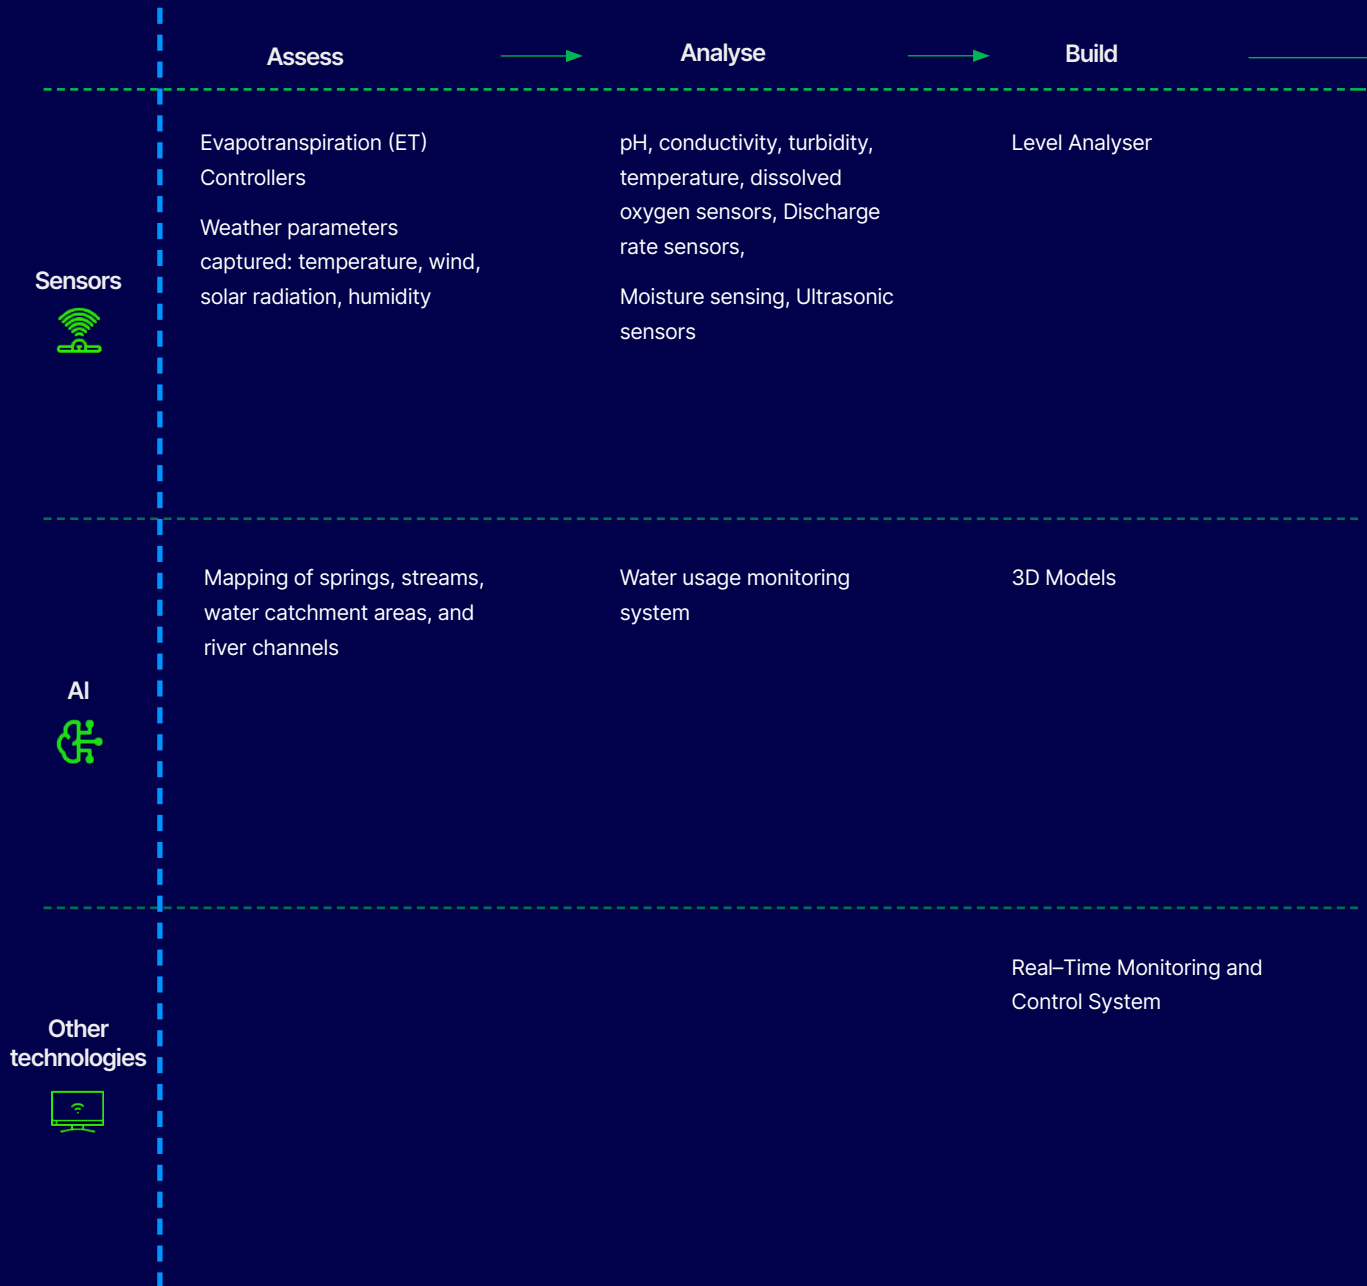 Assess
Analyse
Build
Sensors
Evapotranspiration (ET)
Controllers
Weather parameters
captured: temperature, wind,
solar radiation, humidity
pH, conductivity, turbidity,
temperature, dissolved
oxygen sensors, Discharge
rate sensors,
Moisture sensing, Ultrasonic
sensors
Level Analyser
AI
Mapping of springs, streams,
water catchment areas, and
river channels
Water usage monitoring
system
3D Models
Other
technologies
Real–Time Monitoring and
Control System